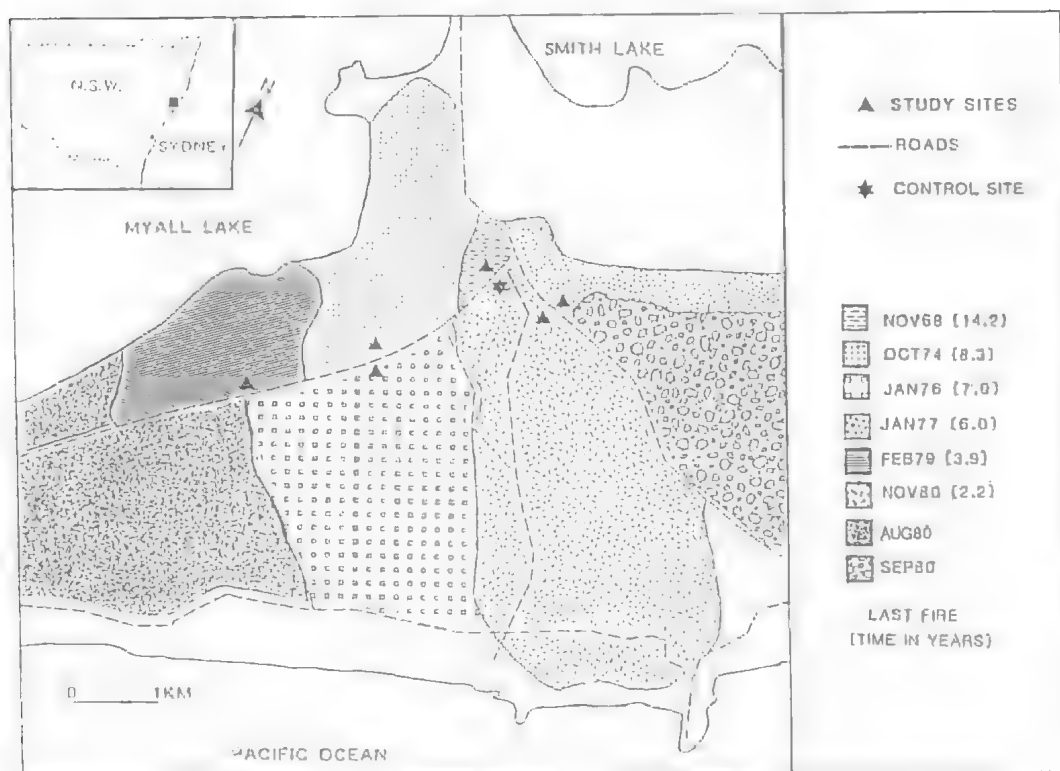 SMITH LAKE
N.S.W.
SYDNEY
MYALL LAKE
STUDY SITES
ROADS
CONTROL SITE
NOV68 (14.2)
OCT74 (8.3)
JAN76 (7.0)
JAN77 (6.0)
FEB79 (3.9)
NOV80 (2.2)
AUG80
SEP80
LAST FIRE
(TIME IN YEARS)
0 1KM
PACIFIC OCEAN